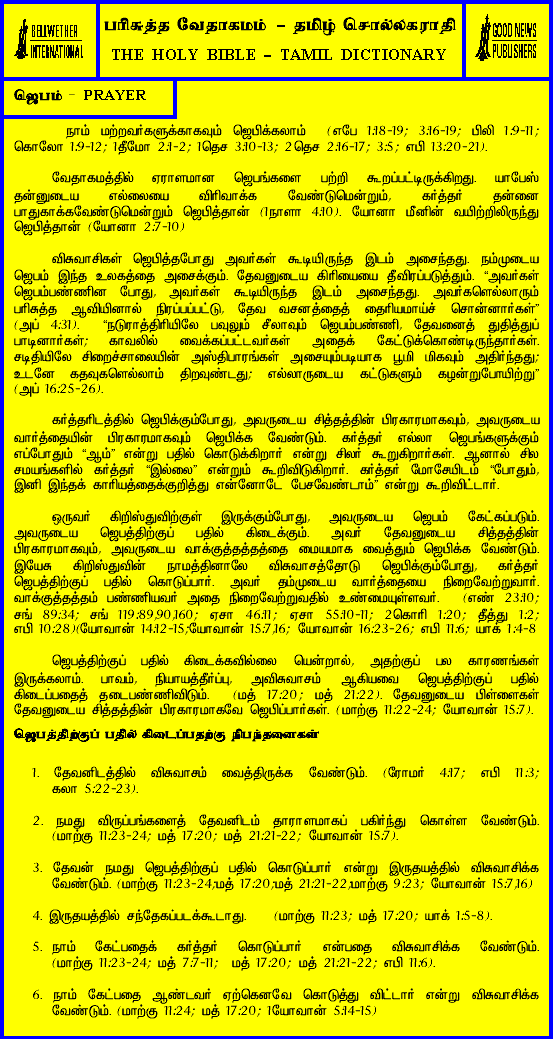 BELLWETHER
INTERNATIONAL
பரிசுத்த வேதாகமம் – தமிழ் சொல்லகராதி
THE HOLY BIBLE – TAMIL DICTIONARY
GOOD NEWS
PUBLISHERS
ஜெபம் – PRAYER
நாம் மற்றவர்களுக்காகவும் ஜெபிக்கலாம் (எபே 1:18-19; 3:16-19; பிலி 1:9-11;
கொலோ 1:9-12; 1தீமோ 2:1-2; 1தெச 3:10-13; 2தெச 2:16-17; 3:5; எபி 13:20-21).
வேதாகமத்தில் ஏராளமான ஜெபங்களை பற்றி கூறப்பட்டிருக்கிறது. யாபேஸ்
தன்னுடைய எல்லையை விரிவாக்க வேண்டுமென்றும், கர்த்தர் தன்னை
பாதுகாக்கவேண்டுமென்றும் ஜெபித்தான் (1நாளா 4:10). யோனா மீனின் வயிற்றிலிருந்து
ஜெபித்தான் (யோனா 2:7-10)
விசுவாசிகள் ஜெபித்தபோது அவர்கள் கூடியிருந்த இடம் அசைந்தது. நம்முடைய
ஜெபம் இந்த உலகத்தை அசைக்கும். தேவனுடைய கிரியையை தீவிரப்படுத்தும். “அவர்கள்
ஜெபம்பண்ணின போது, அவர்கள் கூடியிருந்த இடம் அசைந்தது. அவர்களெல்லாரும்
பரிசுத்த ஆவியினால் நிரப்பப்பட்டு, தேவ வசனத்தைத் தைரியமாய்ச் சொன்னார்கள்”
(அப் 4:31). “நடுராத்திரியிலே பவுலும் சீலாவும் ஜெபம்பண்ணி, தேவனைத் துதித்துப்
பாடினார்கள்; காவலில் வைக்கப்பட்டவர்கள் அதைக் கேட்டுக்கொண்டிருந்தார்கள்.
சடிதியிலே சிறைச்சாலையின் அஸ்திபாரங்கள் அசையும்படியாக பூமி மிகவும் அதிர்ந்தது;
உடனே கதவுகளெல்லாம் திறவுண்டது; எல்லாருடைய கட்டுகளும் கழன்றுபோயிற்று”
(அப் 16:25-26).
கர்த்தரிடத்தில் ஜெபிக்கும்போது, அவருடைய சித்தத்தின் பிரகாரமாகவும், அவருடைய
வார்த்தையின் பிரகாரமாகவும் ஜெபிக்க வேண்டும். கர்த்தர் எல்லா ஜெபங்களுக்கும்
எப்போதும் “ஆம்” என்று பதில் கொடுக்கிறார் என்று சிலர் கூறுகிறார்கள். ஆனால் சில
சமயங்களில் கர்த்தர் “இல்லை” என்றும் கூறிவிடுகிறார். கர்த்தர் மோசேயிடம் “போதும்,
இனி இந்தக் காரியத்தைக்குறித்து என்னோடே பேசவேண்டாம்” என்று கூறிவிட்டார்.
ஒருவர் கிறிஸ்துவிற்குள் இருக்கும்போது, அவருடைய ஜெபம் கேட்கப்படும்.
அவருடைய ஜெபத்திற்குப் பதில் கிடைக்கும். அவர் தேவனுடைய சித்தத்தின்
பிரகாரமாகவும், அவருடைய வாக்குத்தத்தத்தை மையமாக வைத்தும் ஜெபிக்க வேண்டும்.
இயேசு கிறிஸ்துவின் நாமத்தினாலே விசுவாசத்தோடு ஜெபிக்கும்போது, கர்த்தர்
ஜெபத்திற்குப் பதில் கொடுப்பார். அவர் தம்முடைய வார்த்தையை நிறைவேற்றுவார்.
வாக்குத்தத்தம் பண்ணியவர் அதை நிறைவேற்றுவதில் உண்மையுள்ளவர். (எண் 23:10;
சங் 89:34; சங் 119:89,90,160; ஏசா 46:11; ஏசா 55:10-11; 2கொரி 1:20; தீத்து 1:2;
எபி 10:28)(யோவான் 14:12-15;யோவான் 15:7,16; யோவான் 16:23-26; எபி 11:6; யாக் 1:4-8
ஜெபத்திற்குப் பதில் கிடைக்கவில்லை யென்றால், அதற்குப் பல காரணங்கள்
இருக்கலாம். பாவம், நியாயத்தீர்ப்பு, அவிசுவாசம் ஆகியவை ஜெபத்திற்குப் பதில்
கிடைப்பதைத் தடைபண்ணிவிடும். (மத் 17:20; மத் 21:22). தேவனுடைய பிள்ளைகள்
தேவனுடைய சித்தத்தின் பிரகாரமாகவே ஜெபிப்பார்கள். (மாற்கு 11:22-24; யோவான் 15:7).
ஜெபத்திற்குப் பதில் கிடைப்பதற்கு நிபந்தனைகள்
1. தேவனிடத்தில் விசுவாசம் வைத்திருக்க வேண்டும். (ரோமர் 4:17; எபி 11:3;
கலா 5:22-23).
2. நமது விருப்பங்களைத் தேவனிடம் தாராளமாகப் பகிர்ந்து கொள்ள வேண்டும்.
(மாற்கு 11:23-24; மத் 17:20; மத் 21:21-22; யோவான் 15:7).
3. தேவன் நமது ஜெபத்திற்குப் பதில் கொடுப்பார் என்று இருதயத்தில் விசுவாசிக்க
வேண்டும். (மாற்கு 11:23-24;மத் 17:20;மத் 21:21-22;மாற்கு 9:23; யோவான் 15:7,16)
4. இருதயத்தில் சந்தேகப்படக்கூடாது. (மாற்கு 11:23; மத் 17:20; யாக் 1:5-8).
5. நாம் கேட்பதைக் கர்த்தர் கொடுப்பார் என்பதை விசுவாசிக்க வேண்டும்.
(மாற்கு 11:23-24; மத் 7:7-11; மத் 17:20; மத் 21:21-22; எபி 11:6).
6. நாம் கேட்பதை ஆண்டவர் ஏற்கெனவே கொடுத்து விட்டார் என்று விசுவாசிக்க
வேண்டும். (மாற்கு 11:24; மத் 17:20; 1யோவான் 5:14-15)